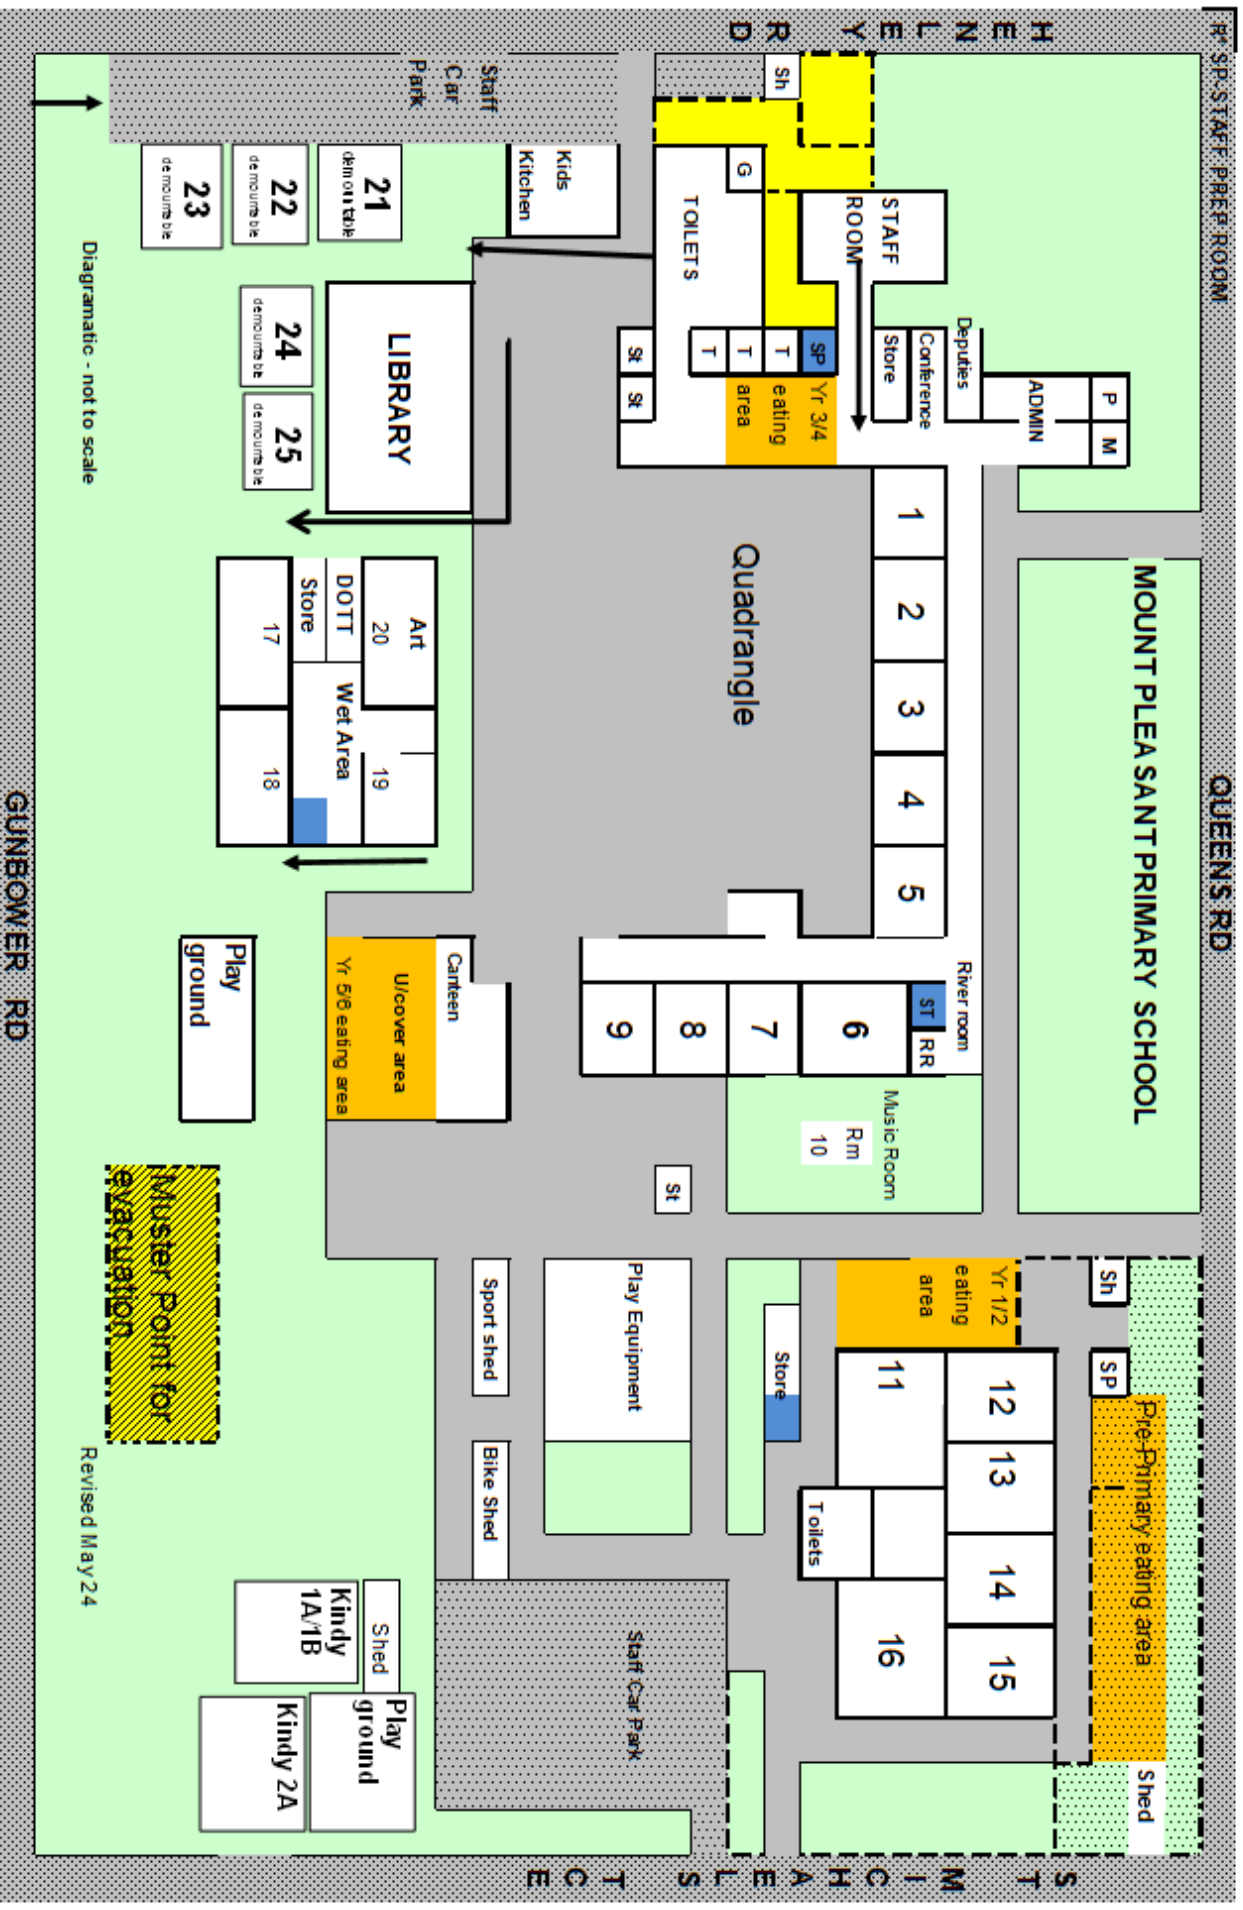 R* SP-STAFF PREP ROOM
QUEENS RD
MOUNT PLEASANT PRIMARY SCHOOL
HENLEY
RD
ST MICHAELS
TCE
GUNBOWER RD
Sh
G
TOILETS
STAFF
ROOM
Kids
Kitchen
Staff
Car
Park
21
demountable
22
demountable
23
demountable
24
demountable
25
demountable
Diagramatic - not to scale
LIBRARY
P
M
ADMIN
Deputies
Conference
Store
SP
T
T
T
St
St
Yr 3/4
eating
area
1
2
3
4
5
Quadrangle
Art
20
DOTT
Store
17
Wet Area
19
18
River room
ST
RR
6
7
8
9
Music Room
Rm
10
St
Canteen
U/cover area
Yr 5/6 eating area
Play
ground
Sh
SP
Pre-Primary eating area
Shed
Yr 1/2
eating
area
12
13
14
15
11
16
Toilets
Store
Play Equipment
Sport shed
Bike Shed
Staff Car Park
Muster Point for
evacuation
Shed
Kindy
1A/1B
Play
ground
Kindy 2A
Revised May 24